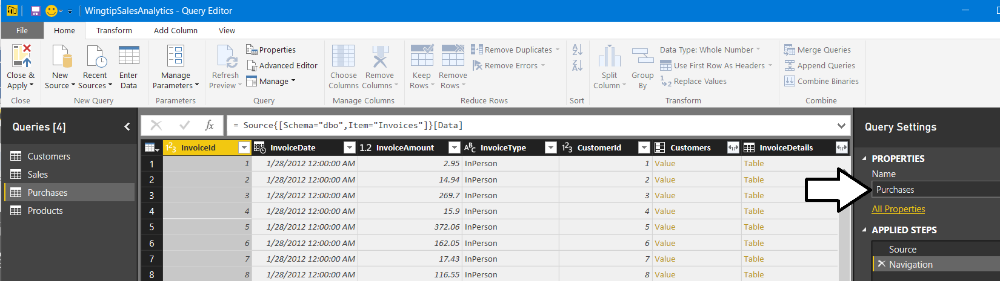 WingtipSalesAnalytics - Query Editor
File Home Transform Add Column View
Close & Apply
New Source
Recent Sources
Enter Data
Manage Parameters
Refresh Preview
Properties
Advanced Editor
Manage
Choose Columns
Remove Columns
Keep Rows
Remove Rows
Remove Duplicates
Remove Errors
Split Column
Group By
Data Type: Whole Number
Use First Row As Headers
Replace Values
Merge Queries
Append Queries
Combine Binaries
Close New Query Parameters Query Manage Columns Reduce Rows Sort Transform Combine
Queries [4]
Customers
Sales
Purchases
Products
= Source{[Schema="dbo",Item="Invoices"]}[Data]
InvoiceId InvoiceDate 1.2 InvoiceAmount ABC InvoiceType 123 CustomerId Customers InvoiceDetails
1 1 1/28/2012 12:00:00 AM 2.95 InPerson 1 Value Table
2 2 1/28/2012 12:00:00 AM 14.94 InPerson 2 Value Table
3 3 1/28/2012 12:00:00 AM 269.7 InPerson 3 Value Table
4 4 1/28/2012 12:00:00 AM 15.9 InPerson 4 Value Table
5 5 1/28/2012 12:00:00 AM 372.06 InPerson 5 Value Table
6 6 1/28/2012 12:00:00 AM 162.05 InPerson 6 Value Table
7 7 1/28/2012 12:00:00 AM 17.43 InPerson 7 Value Table
8 8 1/28/2012 12:00:00 AM 116.55 InPerson 8 Value Table
Query Settings
PROPERTIES
Name
Purchases
All Properties
APPLIED STEPS
Source
Navigation